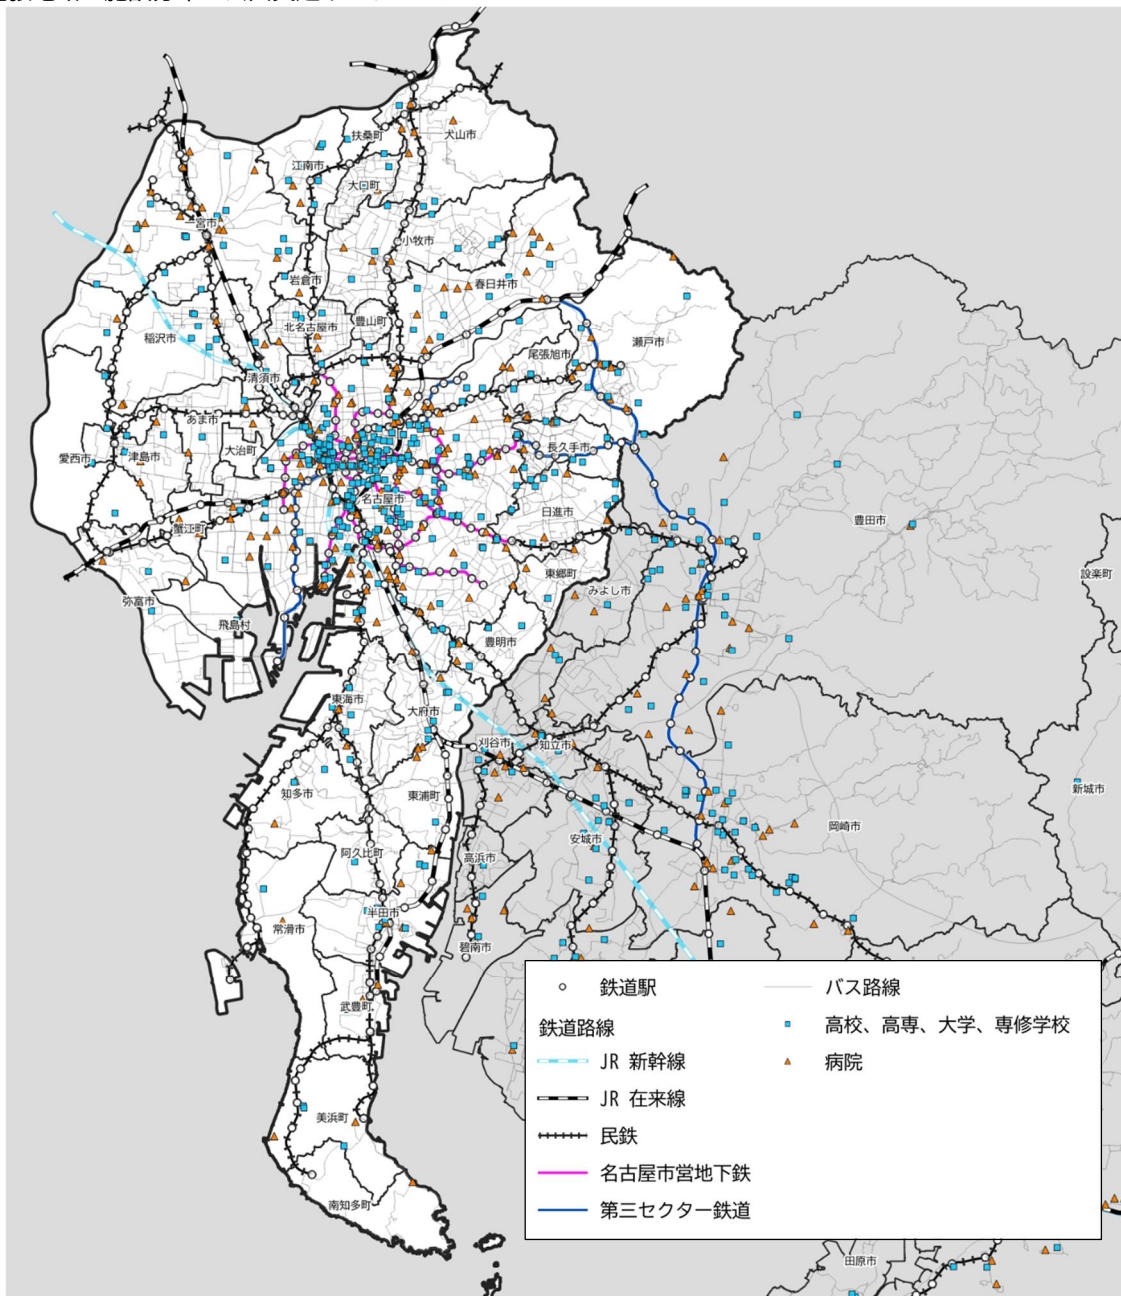 扶桑町
犬山市
江南市
大口町
一宮市
小牧市
岩倉市
春日井市
北名古屋市
豊山町
稲沢市
瀬戸市
尾張旭市
清須市
あま市
大治町
長久手市
愛西市
津島市
名古屋市
日進市
豊田市
蟹江町
東郷町
設楽町
みよし市
弥富市
飛島村
豊明市
東海市
大府市
刈谷市
知立市
知多市
東浦町
新城市
岡崎市
安城市
阿久比町
高浜市
半田市
常滑市
碧南市
武豊町
美浜町
南知多町
田原市
鉄道駅
バス路線
鉄道路線
高校、高専、大学、専修学校
JR 新幹線
病院
JR 在来線
民鉄
名古屋市営地下鉄
第三セクター鉄道